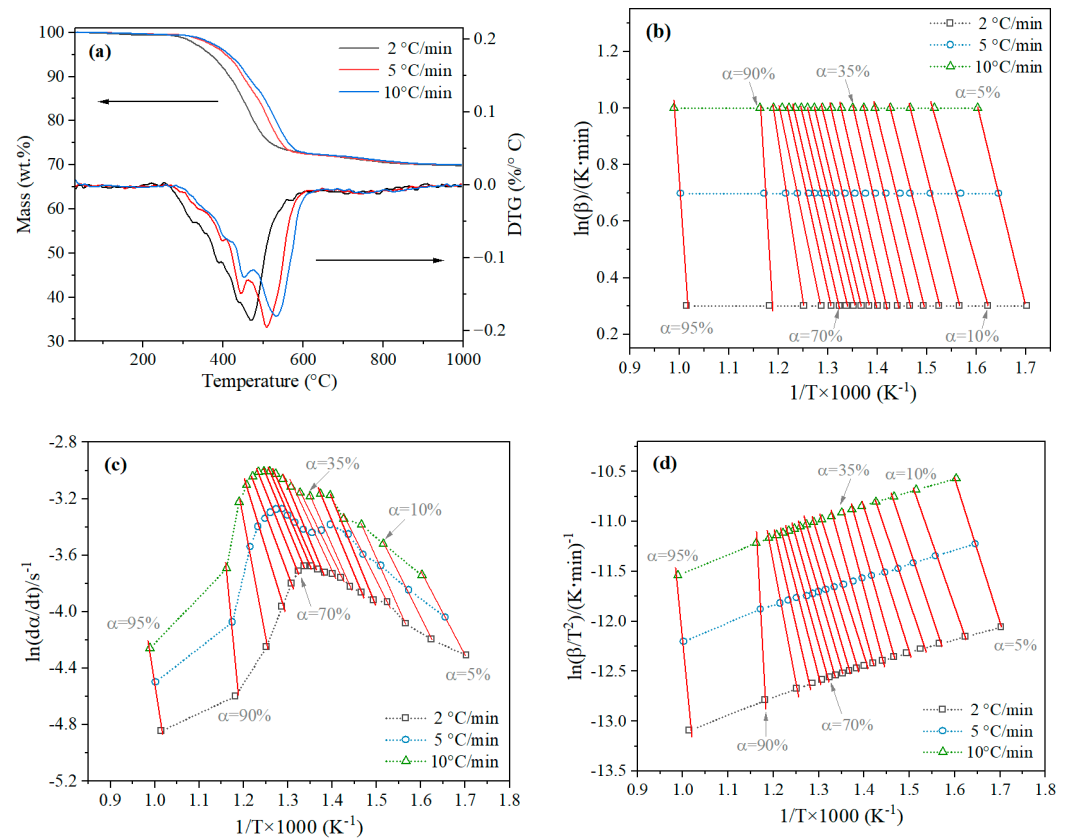 (a)
2 °C/min
5 °C/min
10°C/min
Mass (wt.%)
100
90
80
70
60
50
40
30
200
400
600
800
1000
Temperature (°C)
0.2
0.1
0.0
−0.1
−0.2
DTG (%/° C)
(b)
2 °C/min
5 °C/min
10°C/min
α=90%
α=35%
α=5%
α=95%
α=70%
α=10%
ln(β)/(K·min)
1.2
1.0
0.8
0.6
0.4
0.2
0.9
1.0
1.1
1.2
1.3
1.4
1.5
1.6
1.7
1/T×1000 (K-1)
(c)
α=35%
α=10%
α=95%
α=70%
α=90%
α=5%
2 °C/min
5 °C/min
10°C/min
ln(dα/dt)/s-1
-2.8
-3.2
-3.6
-4.0
-4.4
-4.8
-5.2
0.9
1.0
1.1
1.2
1.3
1.4
1.5
1.6
1.7
1.8
1/T×1000 (K-1)
(d)
α=35%
α=10%
α=95%
α=5%
α=70%
α=90%
2 °C/min
5 °C/min
10°C/min
ln(β/T2)/(K·min)-1
-10.5
-11.0
-11.5
-12.0
-12.5
-13.0
-13.5
0.9
1.0
1.1
1.2
1.3
1.4
1.5
1.6
1.7
1.8
1/T×1000 (K-1)